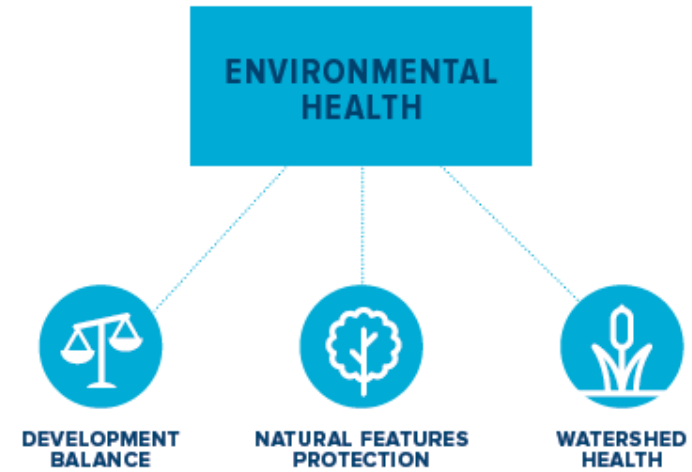 ENVIRONMENTAL
HEALTH
DEVELOPMENT
BALANCE
NATURAL FEATURES
PROTECTION
WATERSHED
HEALTH